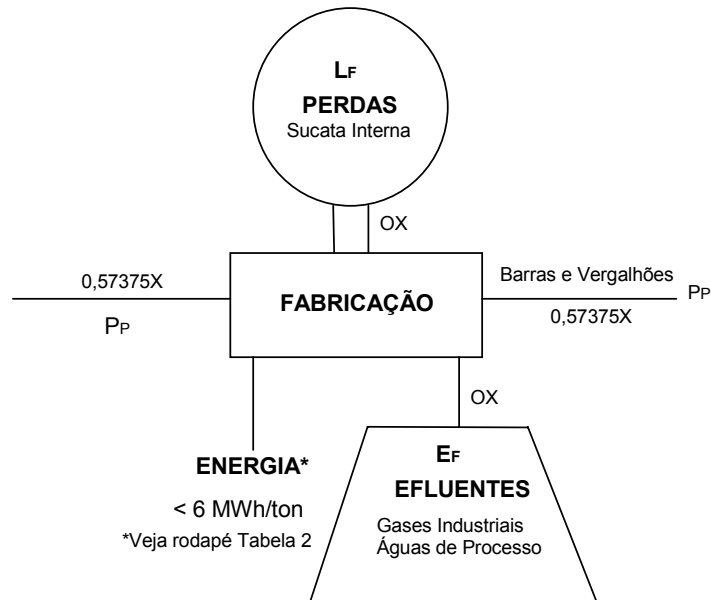 LF
PERDAS
Sucata Interna
OX
0,57375X
PP
FABRICAÇÃO
Barras e Vergalhões
PP
0,57375X
OX
ENERGIA*
< 6 MWh/ton
*Veja rodapé Tabela 2
EF
EFLUENTES
Gases Industriais
Águas de Processo